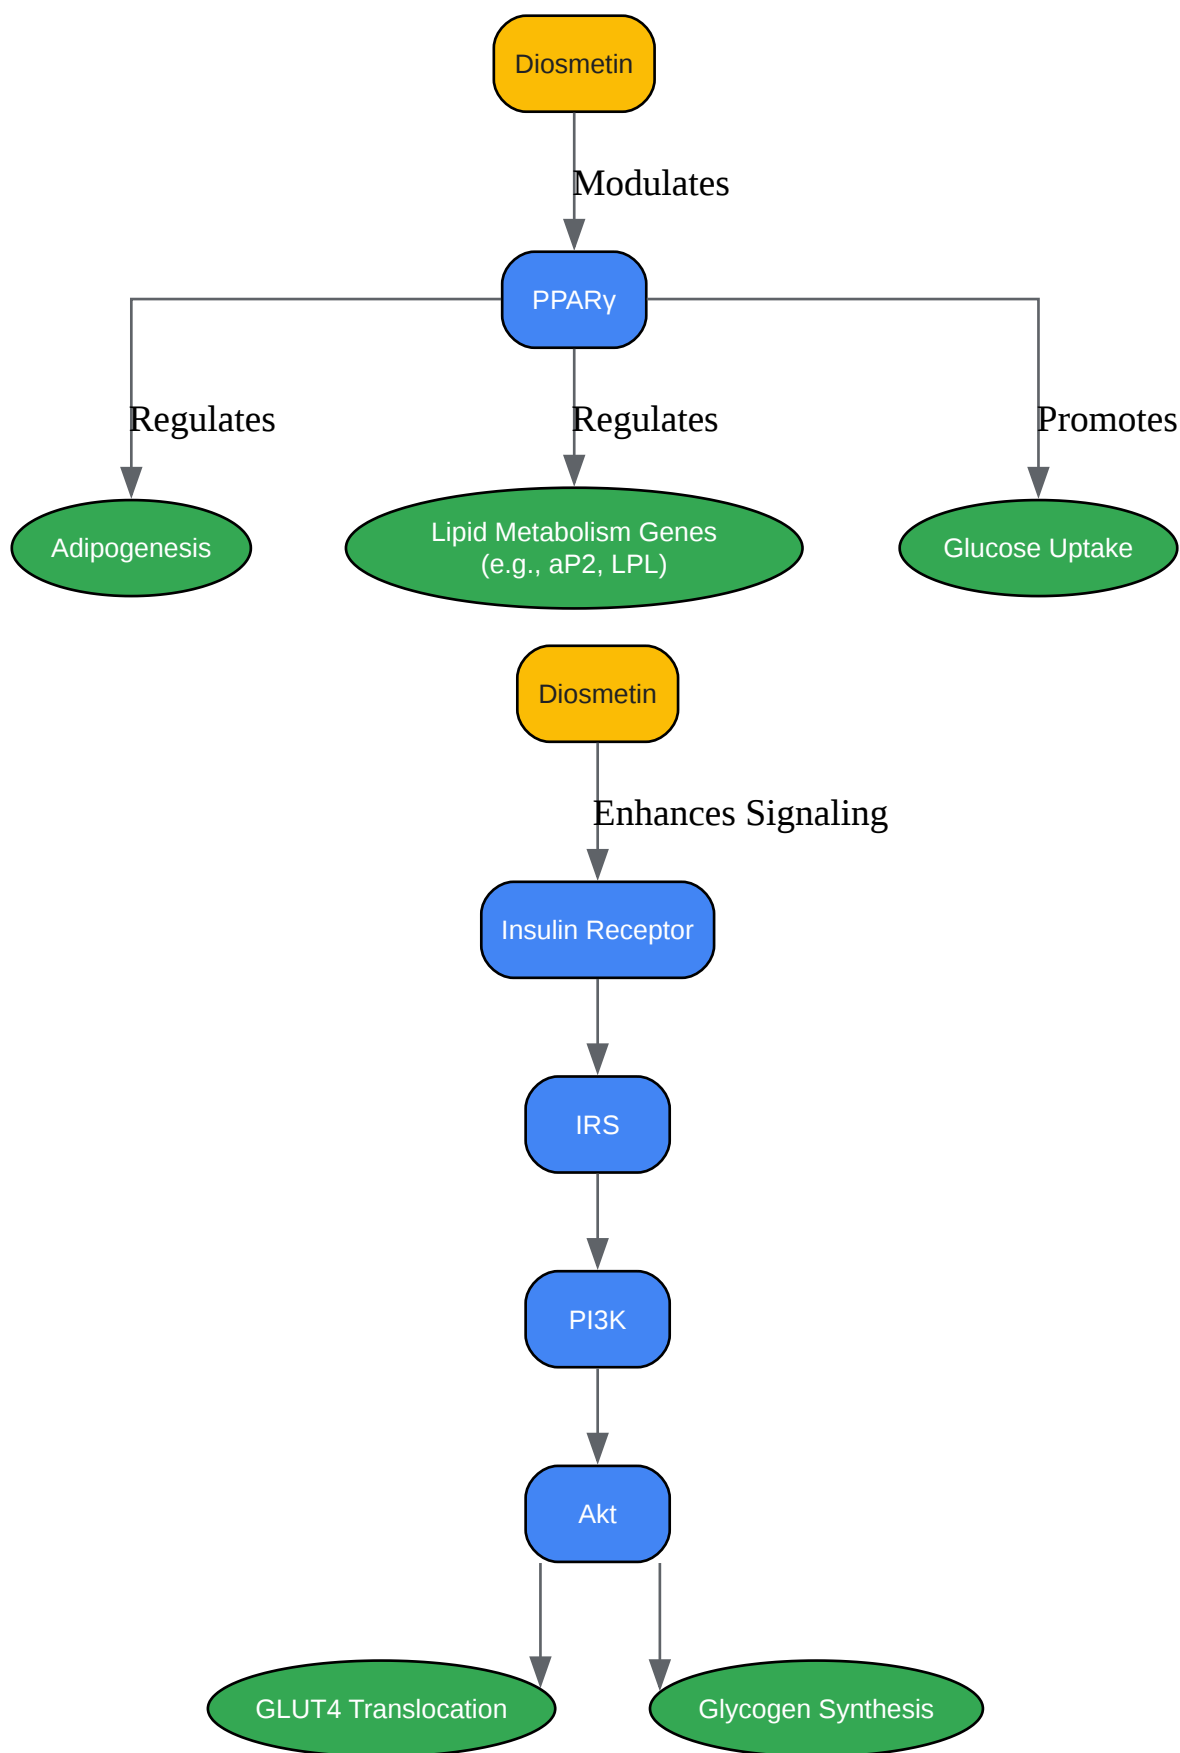 Diosmetin
Modulates
PPARγ
Regulates
Regulates
Promotes
Adipogenesis
Lipid Metabolism Genes
(e.g., aP2, LPL)
Glucose Uptake
Diosmetin
Enhances Signaling
Insulin Receptor
IRS
PI3K
Akt
GLUT4 Translocation
Glycogen Synthesis